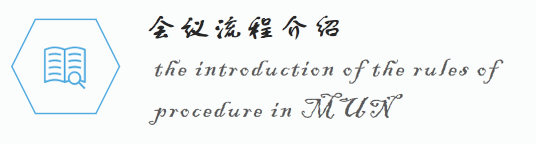 会议流程介绍
the introduction of the rules of
procedure in MUN